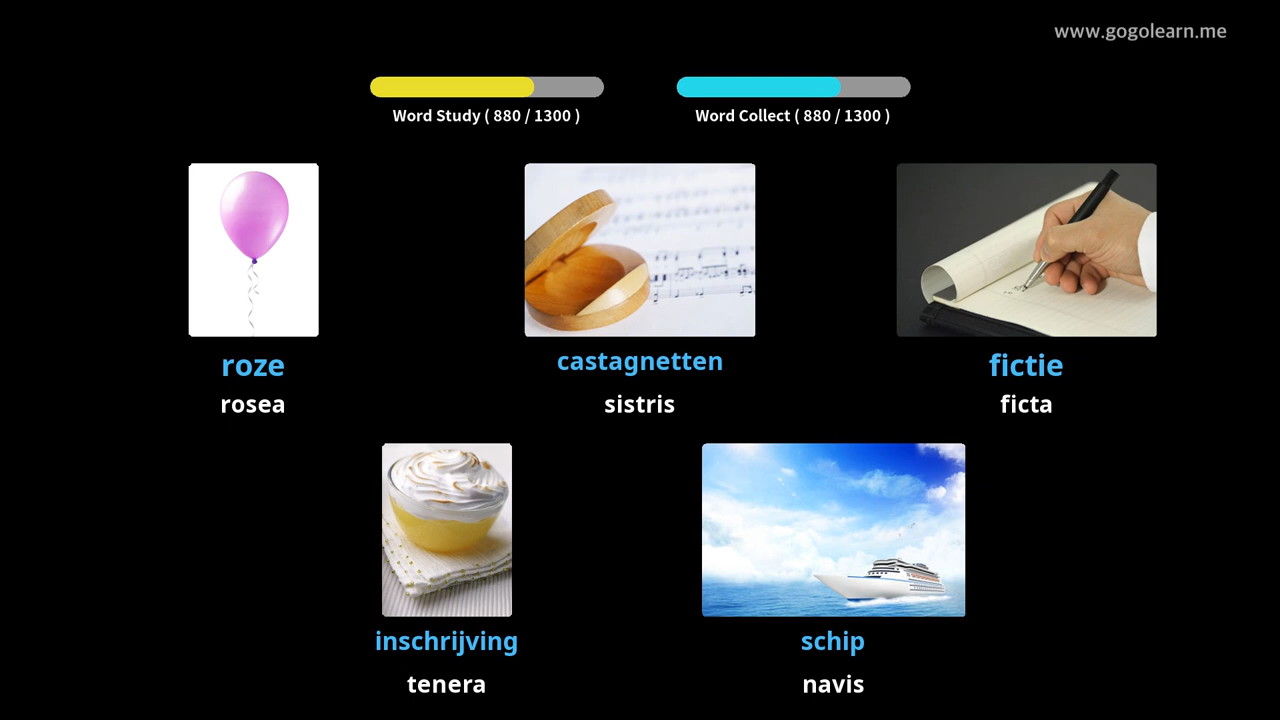 www.gogolearn.me
Word Study ( 880 / 1300 )
Word Collect ( 880 / 1300 )
roze
castagnetten
fictie
rosea
sistris
ficta
inschrijving
schip
tenera
navis